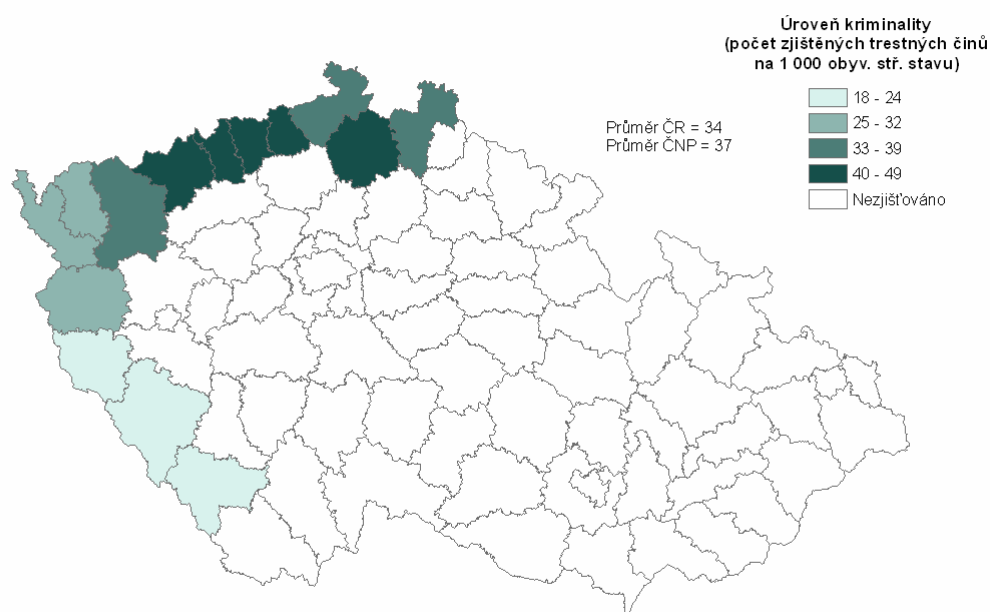 Úroveň kriminality
(počet zjištěných trestných činů
na 1 000 obyv. stř. stavu)
18 - 24
25 - 32
33 - 39
40 - 49
Nezjišťováno
Průměr ČR = 34
Průměr ČNP = 37